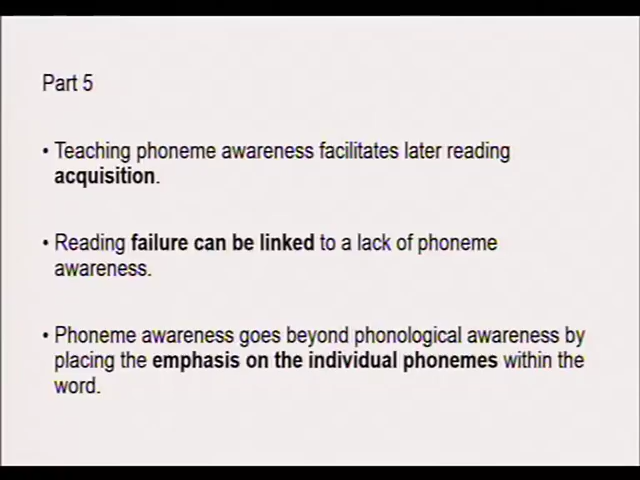 Part 5
• Teaching phoneme awareness facilitates later reading
acquisition.
• Reading failure can be linked to a lack of phoneme
awareness.
• Phoneme awareness goes beyond phonological awareness by
placing the emphasis on the individual phonemes within the
word.